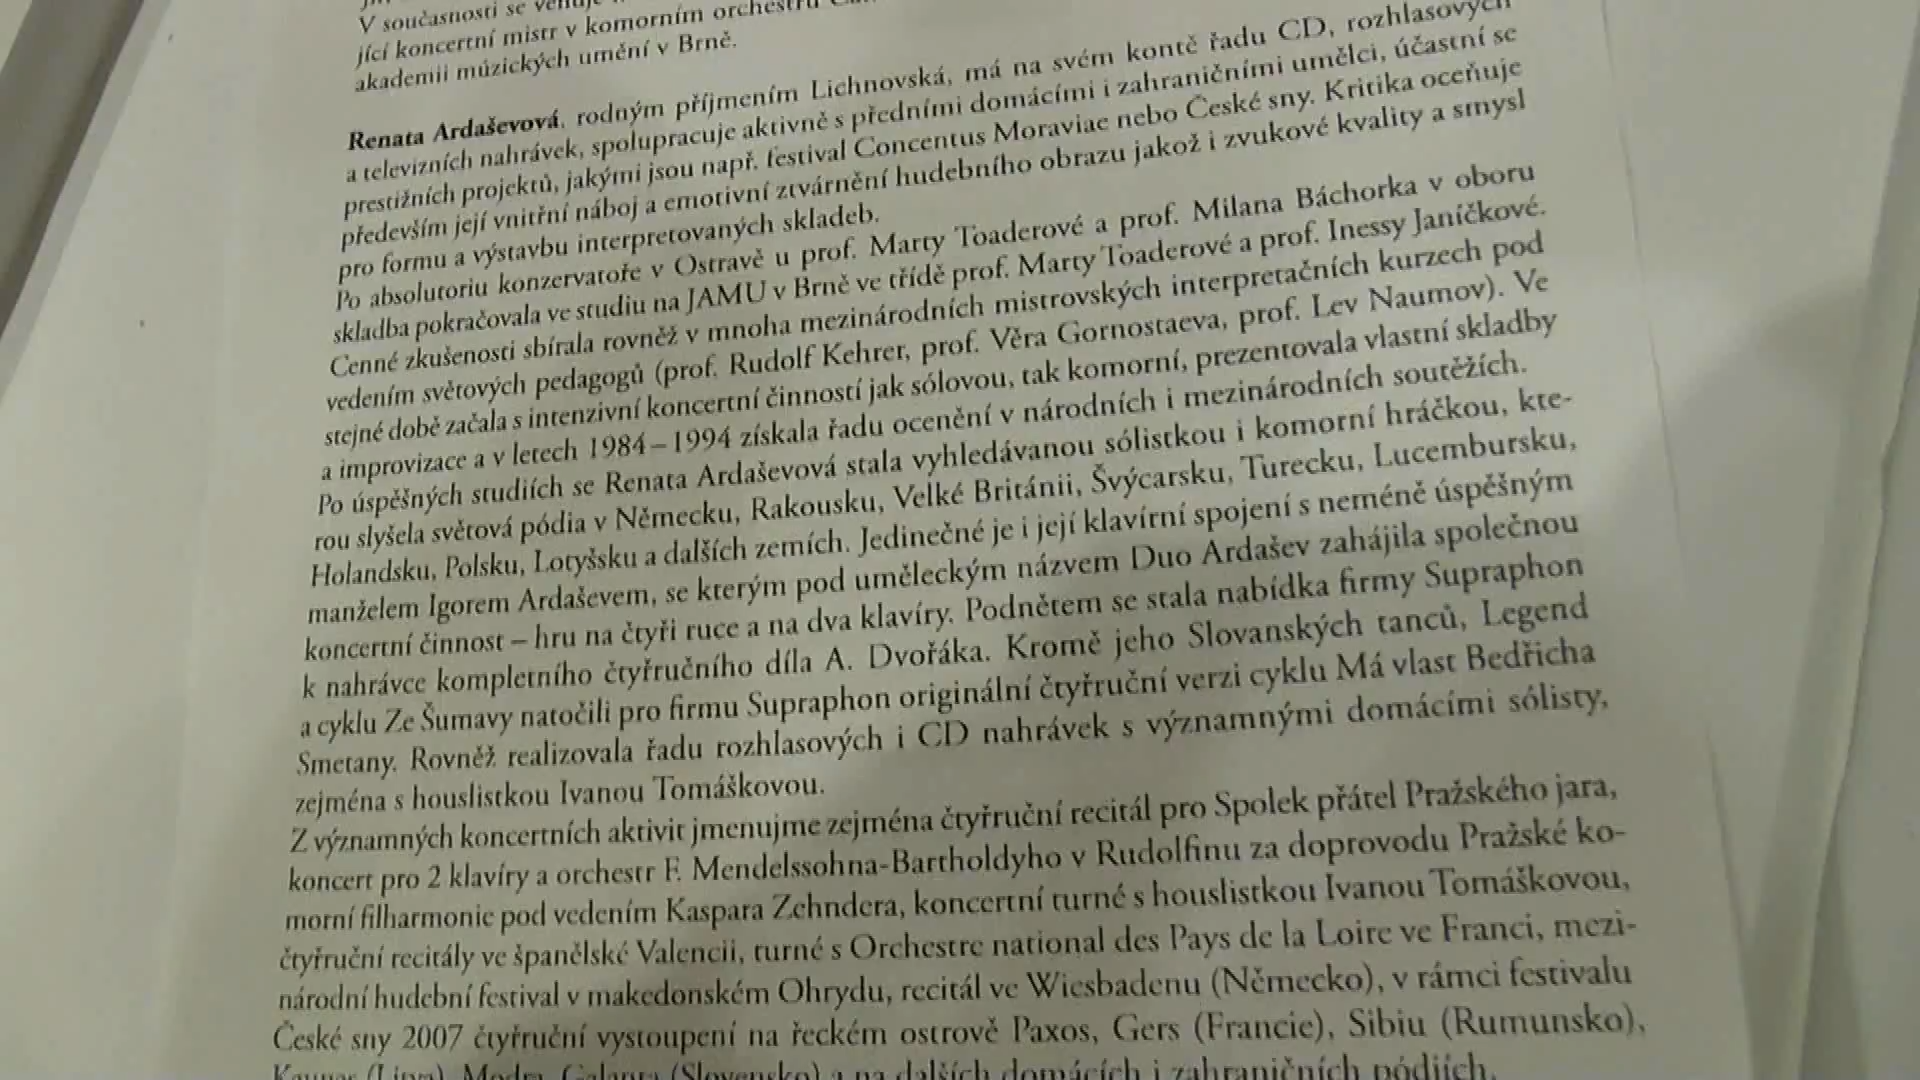 V současnosti se věnuje
jící koncertní mistr v komorním orchestru
akademii múzických umění v Brně.
Renata Ardaševová, rodným příjmením Lichnovská, má na svém kontě řadu CD, rozhlasových
a televizních nahrávek, spolupracuje aktivně s předními domácími i zahraničními umělci, účastní se
prestižních projektů, jakými jsou např. festival Concentus Moraviae nebo České sny. Kritika oceňuje
především její vnitřní náboj a emotivní ztvárnění hudebního obrazu jakož i zvukové kvality a smysl
pro formu a výstavbu interpretovaných skladeb.
Po absolutoriu konzervatoře v Ostravě u prof. Marty Toaderové a prof. Milana Báchorka v oboru
skladba pokračovala ve studiu na JAMU v Brně ve třídě prof. Marty Toaderové a prof. Inessy Janíčkové.
Cenné zkušenosti sbírala rovněž v mnoha mezinárodních mistrovských interpretačních kurzech pod
vedením světových pedagogů (prof. Rudolf Kehrer, prof. Věra Gornostaeva, prof. Lev Naumov). Ve
stejné době začala s intenzivní koncertní činností jak sólovou, tak komorní, prezentovala vlastní skladby
a improvizace a v letech 1984–1994 získala řadu ocenění v národních i mezinárodních soutěžích.
Po úspěšných studiích se Renata Ardaševová stala vyhledávanou sólistkou i komorní hráčkou, kte-
rou slyšela světová pódia v Německu, Rakousku, Velké Británii, Švýcarsku, Turecku, Lucembursku,
Holandsku, Polsku, Lotyšsku a dalších zemích. Jedinečné je i její klavírní spojení s neméně úspěšným
manželem Igorem Ardaševem, se kterým pod uměleckým názvem Duo Ardašev zahájila společnou
koncertní činnost – hru na čtyři ruce a na dva klavíry. Podnětem se stala nabídka firmy Supraphon
k nahrávce kompletního čtyřručního díla A. Dvořáka. Kromě jeho Slovanských tanců, Legend
a cyklu Ze Šumavy natočili pro firmu Supraphon originální čtyřruční verzi cyklu Má vlast Bedřicha
Smetany. Rovněž realizovala řadu rozhlasových i CD nahrávek s významnými domácími sólisty,
zejména s houslistkou Ivanou Tomáškovou.
Z významných koncertních aktivit jmenujme zejména čtyřruční recitál pro Spolek přátel Pražského jara,
koncert pro 2 klavíry a orchestr F. Mendelssohna-Bartholdyho v Rudolfinu za doprovodu Pražské ko-
morní filharmonie pod vedením Kaspara Zehndera, koncertní turné s houslistkou Ivanou Tomáškovou,
čtyřruční recitály ve španělské Valencii, turné s Orchestre national des Pays de la Loire ve Franci, mezi-
národní hudební festival v makedonském Ohrydu, recitál ve Wiesbadenu (Německo), v rámci festivalu
České sny 2007 čtyřruční vystoupení na řeckém ostrově Paxos, Gers (Francie), Sibiu (Rumunsko),
Kaunas (Litva), Modra, Galanta (Slovensko) a na dalších domácích i zahraničních pódiích.